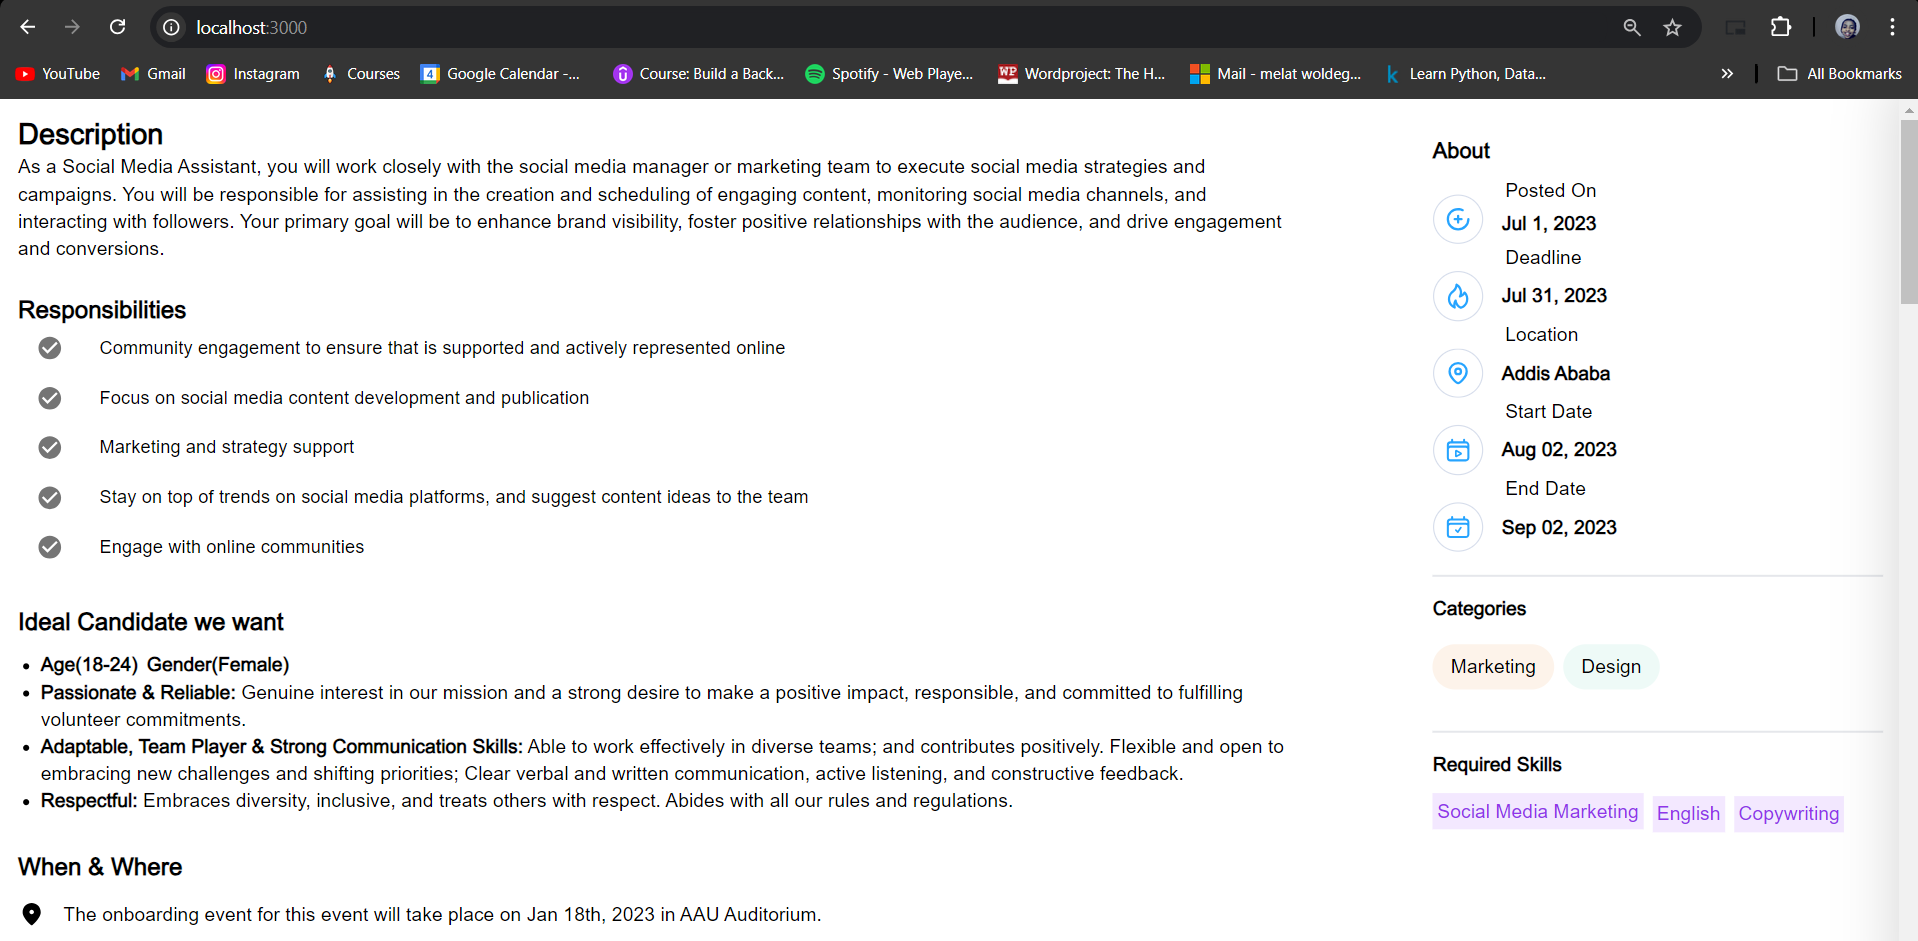 localhost:3000
YouTube
Gmail
Instagram
Courses
Google Calendar -...
Course: Build a Back...
Spotify - Web Playe...
Wordproject: The H...
Mail - melat woldeg...
Learn Python, Data...
All Bookmarks
Description
As a Social Media Assistant, you will work closely with the social media manager or marketing team to execute social media strategies and
campaigns. You will be responsible for assisting in the creation and scheduling of engaging content, monitoring social media channels, and
interacting with followers. Your primary goal will be to enhance brand visibility, foster positive relationships with the audience, and drive engagement
and conversions.
Responsibilities
Community engagement to ensure that is supported and actively represented online
Focus on social media content development and publication
Marketing and strategy support
Stay on top of trends on social media platforms, and suggest content ideas to the team
Engage with online communities
Ideal Candidate we want
Age(18-24) Gender(Female)
Passionate & Reliable: Genuine interest in our mission and a strong desire to make a positive impact, responsible, and committed to fulfilling
volunteer commitments.
Adaptable, Team Player & Strong Communication Skills: Able to work effectively in diverse teams; and contributes positively. Flexible and open to
embracing new challenges and shifting priorities; Clear verbal and written communication, active listening, and constructive feedback.
Respectful: Embraces diversity, inclusive, and treats others with respect. Abides with all our rules and regulations.
When & Where
The onboarding event for this event will take place on Jan 18th, 2023 in AAU Auditorium.
About
Posted On
Jul 1, 2023
Deadline
Jul 31, 2023
Location
Addis Ababa
Start Date
Aug 02, 2023
End Date
Sep 02, 2023
Categories
Marketing
Design
Required Skills
Social Media Marketing
English
Copywriting